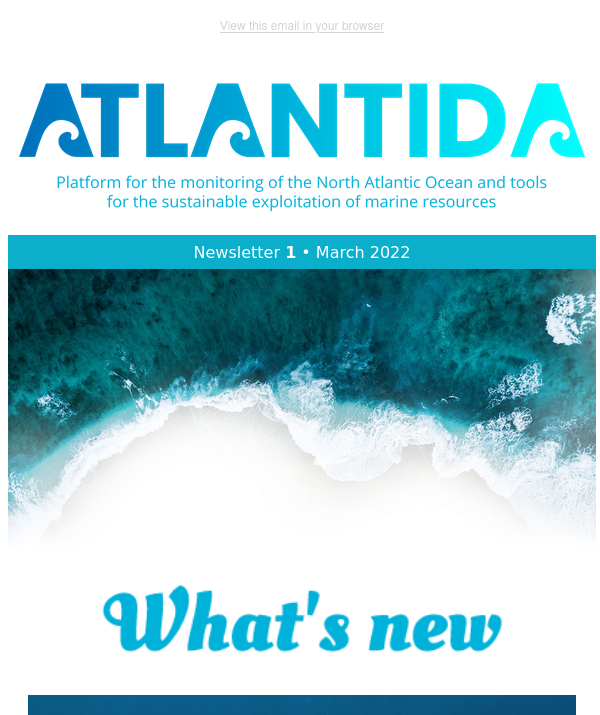 View this email in your browser
ATLANTIDA
Platform for the monitoring of the North Atlantic Ocean and tools
for the sustainable exploitation of marine resources
Newsletter 1 • March 2022
What's new